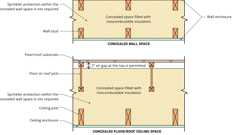 Sprinkler protection within the
concealed wall space is not required
Concealed space filled with
noncombustible insulation
Wall enclosure
Wall stud
CONCEALED WALL SPACE
Floor/roof substrate
2" air gap at the top is permitted
Floor or roof joist
Concealed space filled with
noncombustible insulation
Sprinkler protection within the
concealed wall space is not required
Ceiling joist
Ceiling enclosure
CONCEALED FLOOR/ROOF CEILING SPACE